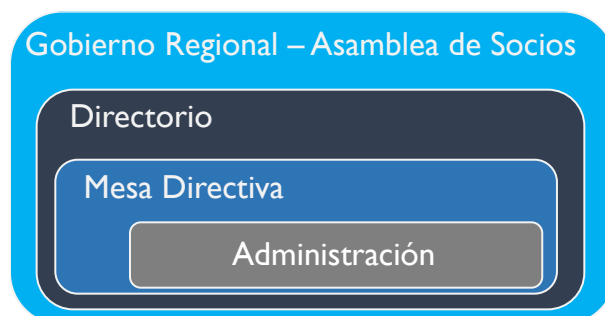 Gobierno Regional – Asamblea de Socios
Directorio
Mesa Directiva
Administración